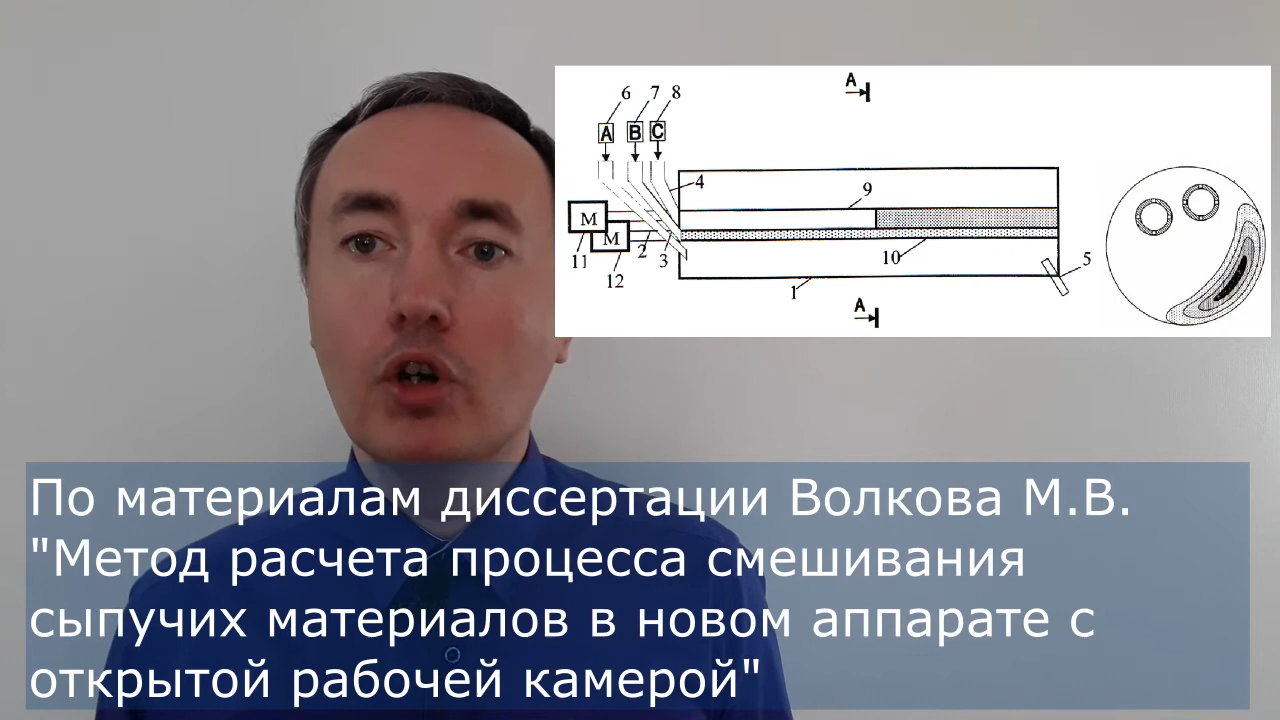 A
6 7 8
A B C
4
9
M
M
11
2
3
10
5
12
1
A
По материалам диссертации Волкова М.В.
"Метод расчета процесса смешивания
сыпучих материалов в новом аппарате с
открытой рабочей камерой"